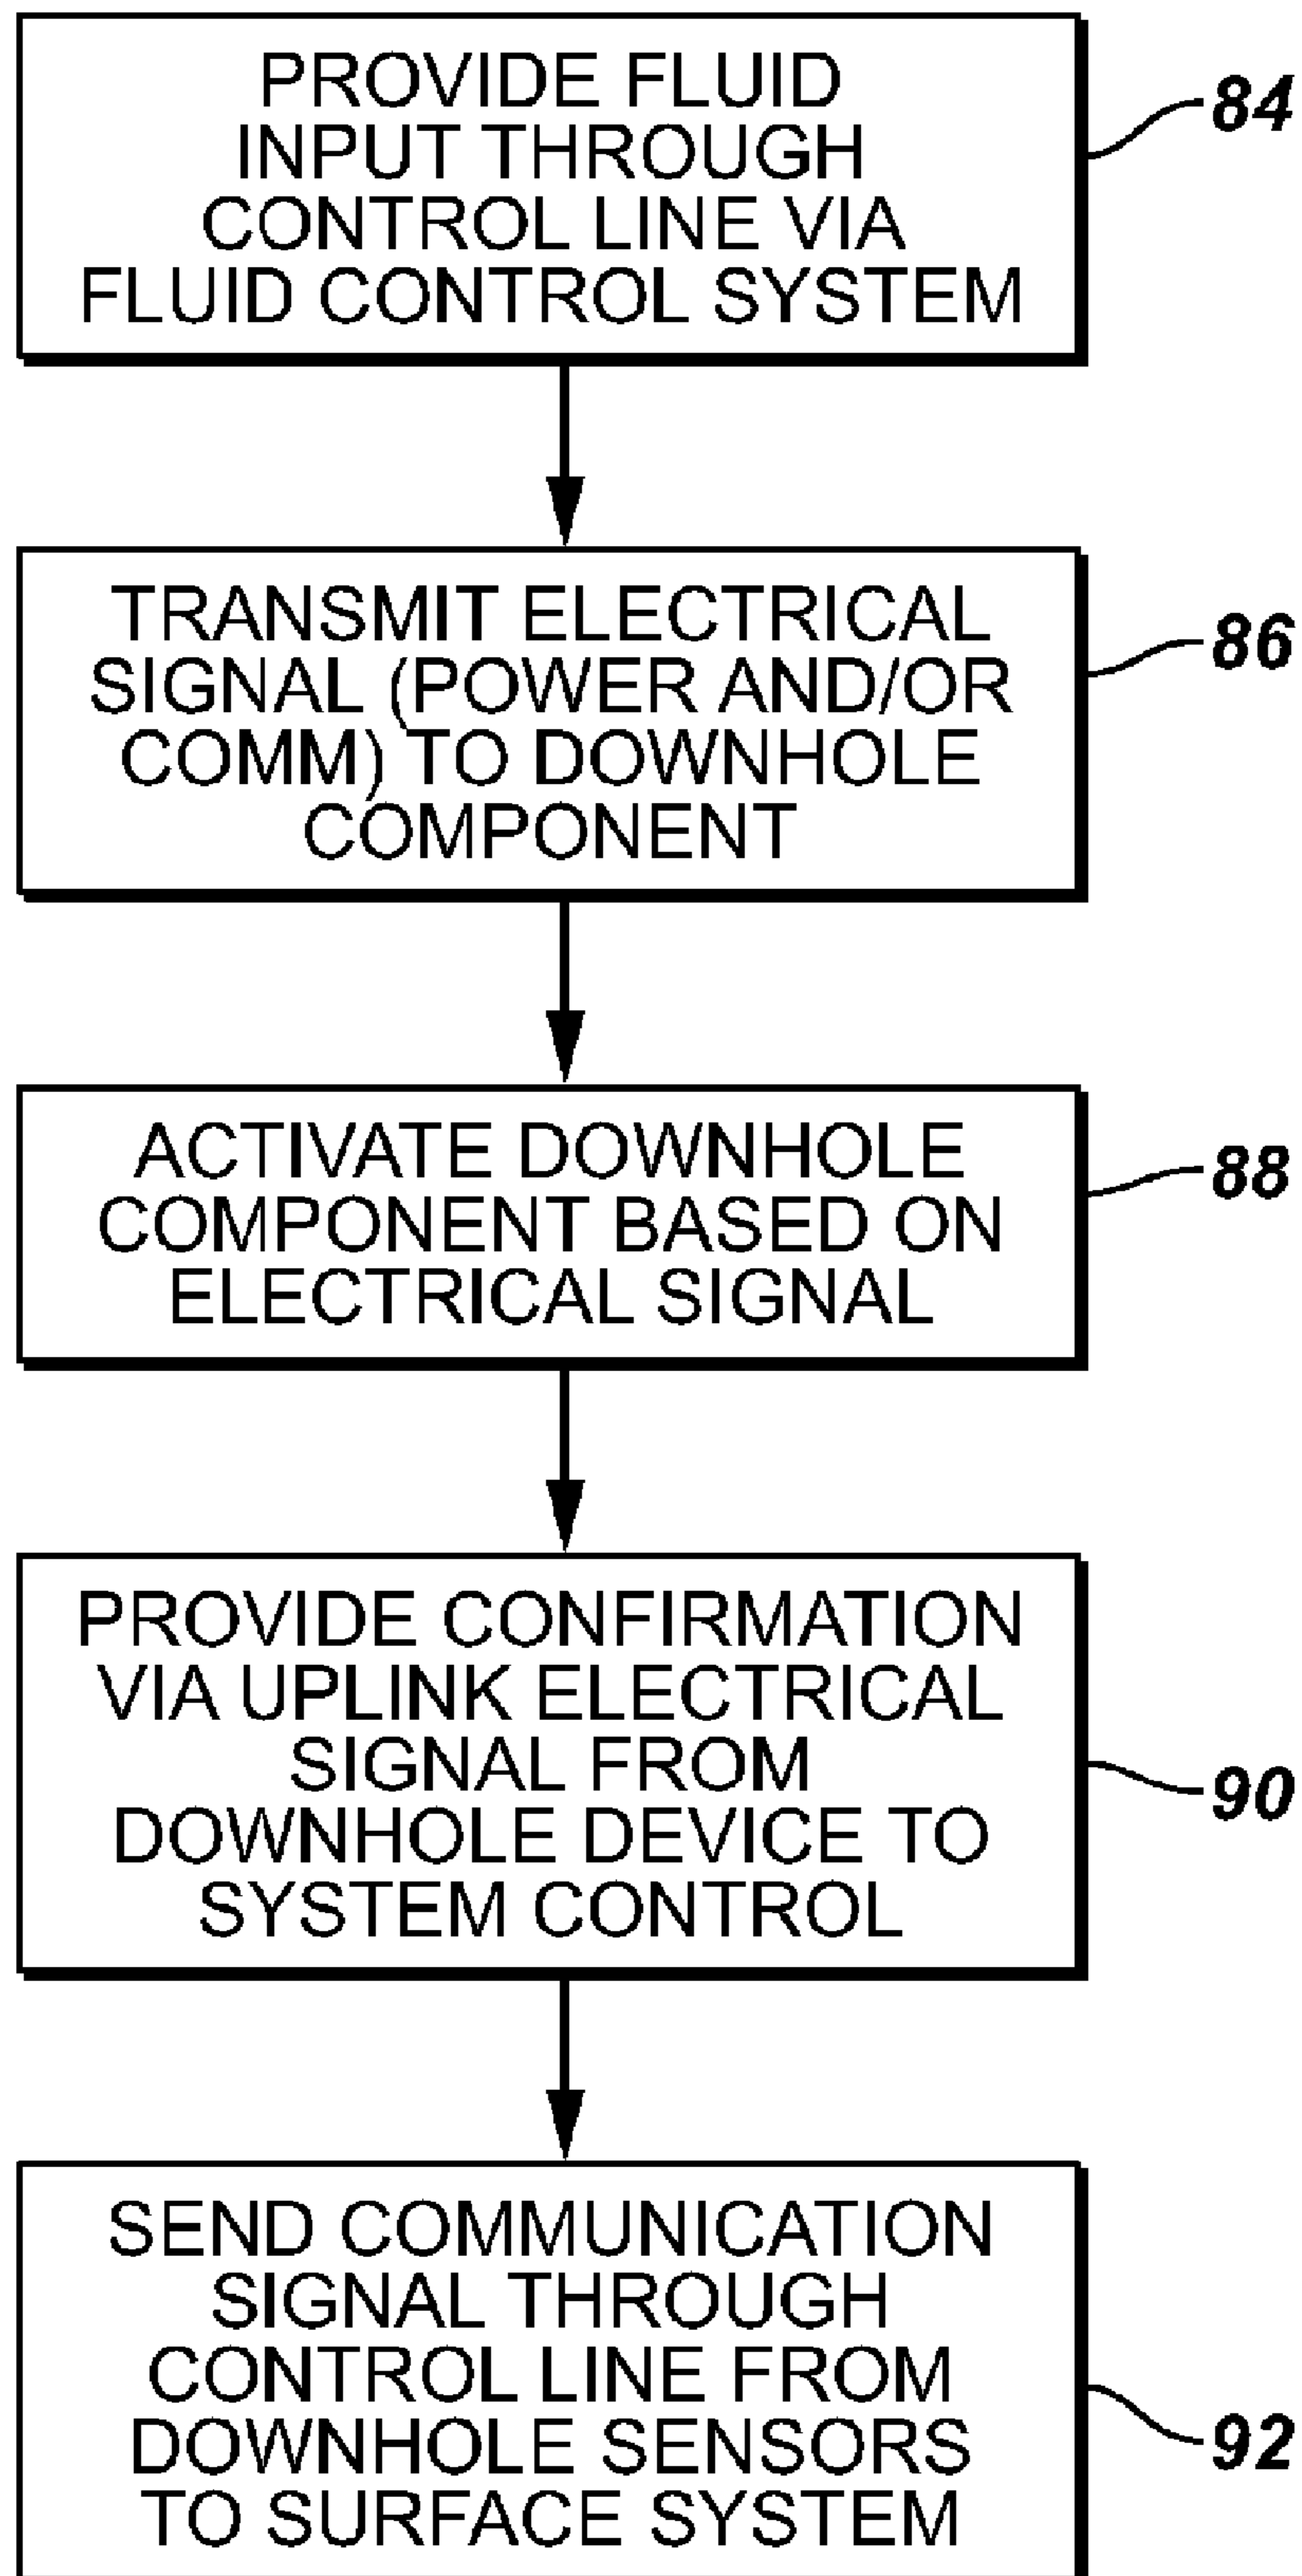 PROVIDE FLUID
INPUT THROUGH
CONTROL LINE VIA
FLUID CONTROL SYSTEM
84
TRANSMIT ELECTRICAL
SIGNAL (POWER AND/OR
COMM) TO DOWNHOLE
COMPONENT
86
ACTIVATE DOWNHOLE
COMPONENT BASED ON
ELECTRICAL SIGNAL
88
PROVIDE CONFIRMATION
VIA UPLINK ELECTRICAL
SIGNAL FROM
DOWNHOLE DEVICE TO
SYSTEM CONTROL
90
SEND COMMUNICATION
SIGNAL THROUGH
CONTROL LINE FROM
DOWNHOLE SENSORS
TO SURFACE SYSTEM
92